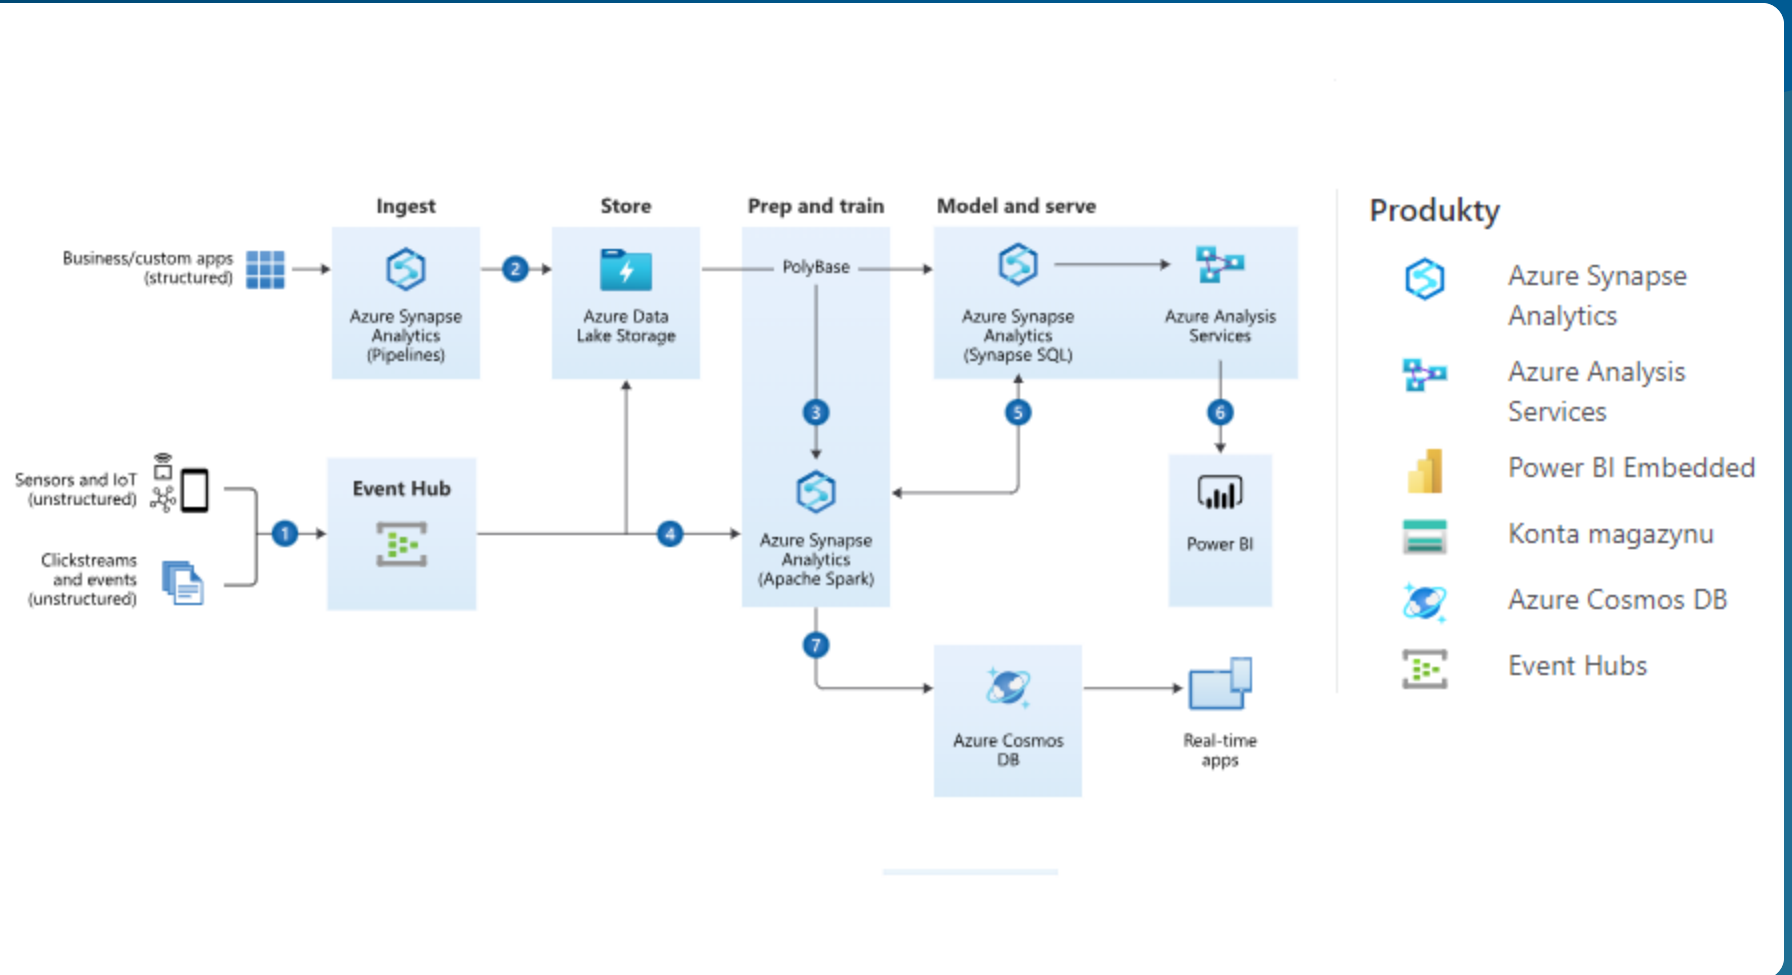 Ingest
Store
Prep and train
Model and serve
Business/custom apps
(structured)
Azure Synapse
Analytics
(Pipelines)
2
Azure Data
Lake Storage
PolyBase
Azure Synapse
Analytics
(Synapse SQL)
Azure Analysis
Services
3
5
6
Sensors and IoT
(unstructured)
Clickstreams
and events
(unstructured)
1
Event Hub
4
Azure Synapse
Analytics
(Apache Spark)
Power BI
7
Azure Cosmos
DB
Real-time
apps
Produkty
Azure Synapse
Analytics
Azure Analysis
Services
Power BI Embedded
Konta magazynu
Azure Cosmos DB
Event Hubs